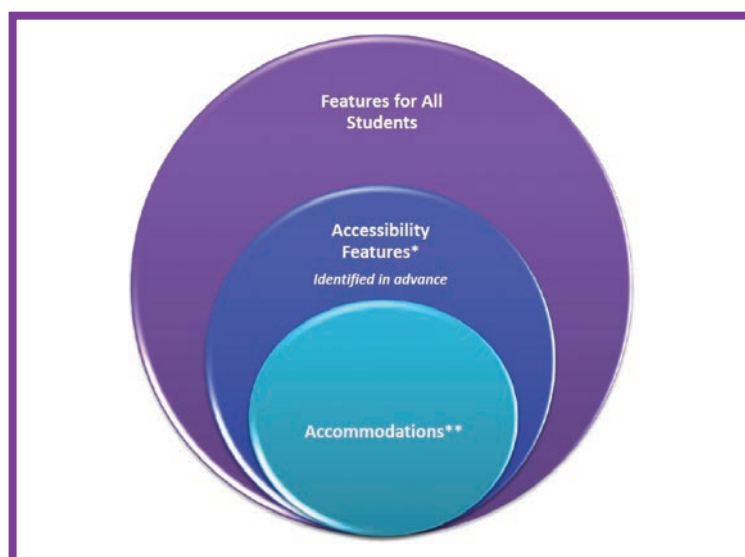 Features for All
Students
Accessibility
Features*
Identified in advance
Accommodations**